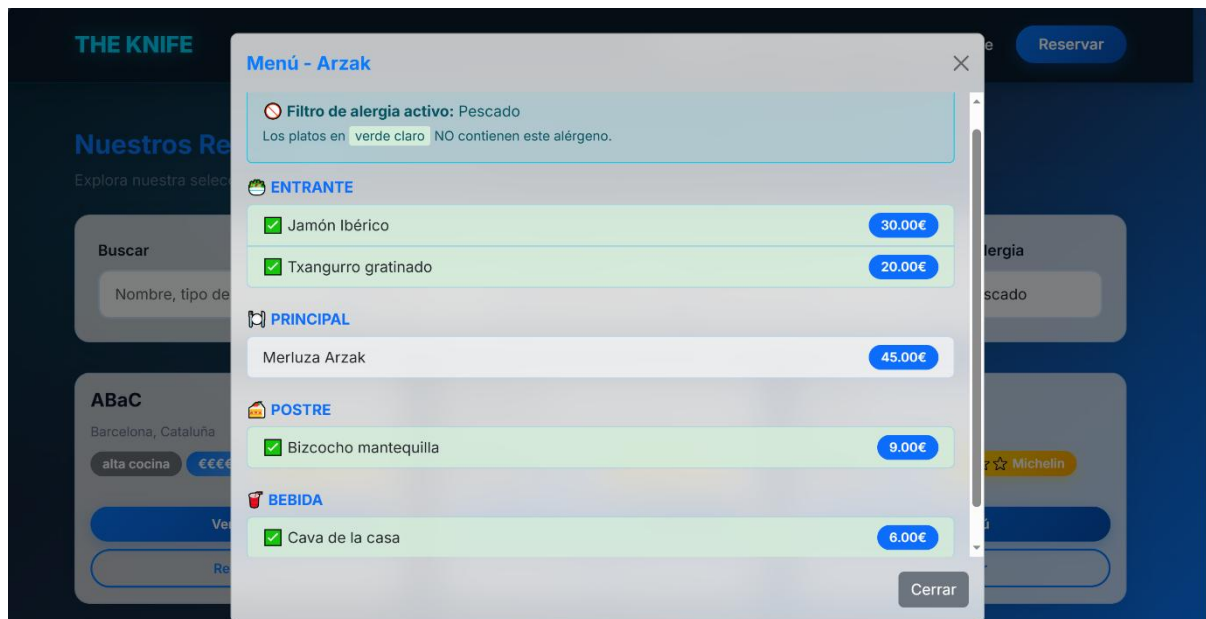 THE KNIFE
Reservar
Menú - Arzak
Filtro de alergia activo: Pescado
Los platos en verde claro NO contienen este alérgeno.
Nuestros Re
Explora nuestra selec
ENTRANTE
Jamón Ibérico 30.00€
Txangurro gratinado 20.00€
Buscar
Nombre, tipo de
lergia
scado
PRINCIPAL
Merluza Arzak 45.00€
ABaC
Barcelona, Cataluña
alta cocina €€€€
Michelin
POSTRE
Bizcocho mantequilla 9.00€
BEBIDA
Cava de la casa 6.00€
Ve
Re
Cerrar